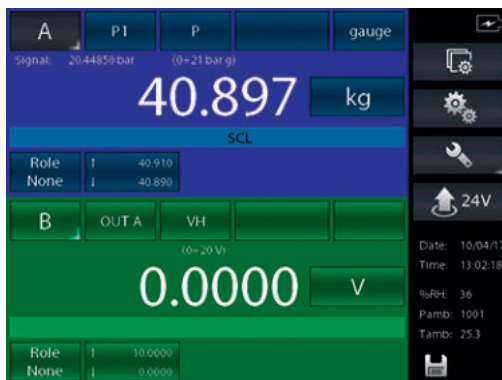 A P1 P gauge
Signal: 20.44850 bar (0÷21 bar g)
40.897 kg
SCL
Role None
↑ 40.910
↓ 40.890
B OUT A VH
(0÷20 V)
0.0000 V
Role None
↑ 10.0000
↓ 0.0000
24V
Date: 10/04/17
Time: 13:02:18
%RH: 36
Pamb: 1001
Tamb: 25.3